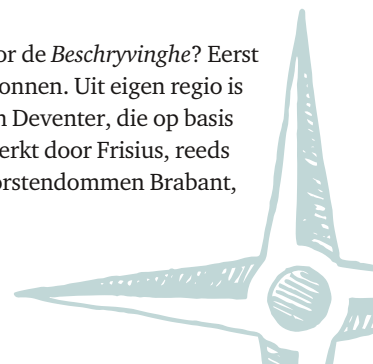 or de Beschryvinghe? Eerst
onnen. Uit eigen regio is
n Deventer, die op basis
erkt door Frisius, reeds
orstendommen Brabant,